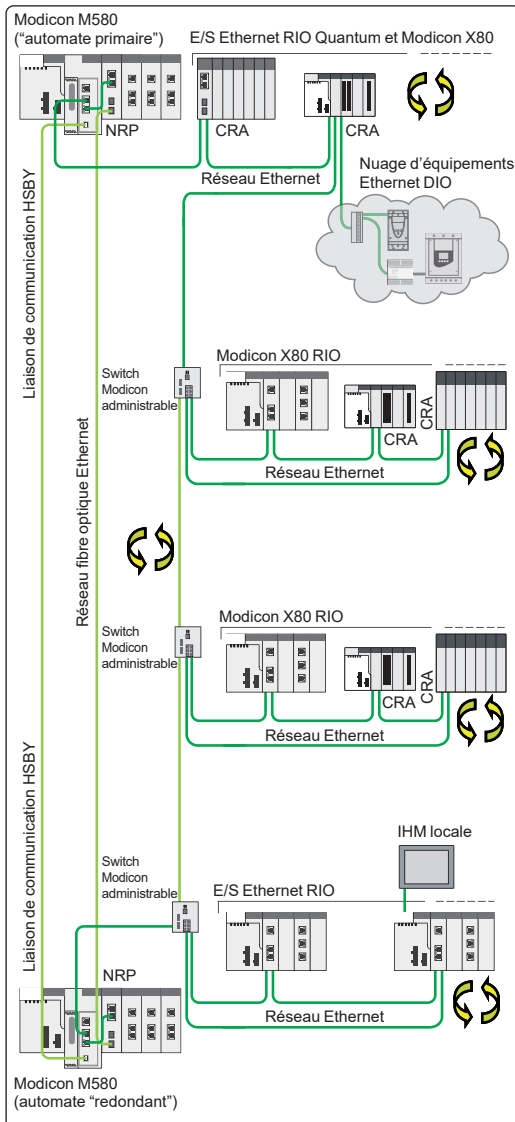 Modicon M580
(“automate primaire”)
E/S Ethernet RIO Quantum et Modicon X80
NRP
CRA
CRA
Réseau Ethernet
Nuage d’équipements
Ethernet DIO
Liaison de communication HSBY
Réseau fibre optique Ethernet
Switch
Modicon
administrable
Modicon X80 RIO
CRA
CRA
Réseau Ethernet
Switch
Modicon
administrable
Modicon X80 RIO
CRA
CRA
Réseau Ethernet
Liaison de communication HSBY
IHM locale
Switch
Modicon
administrable
E/S Ethernet RIO
NRP
Réseau Ethernet
Modicon M580
(automate “redondant”)